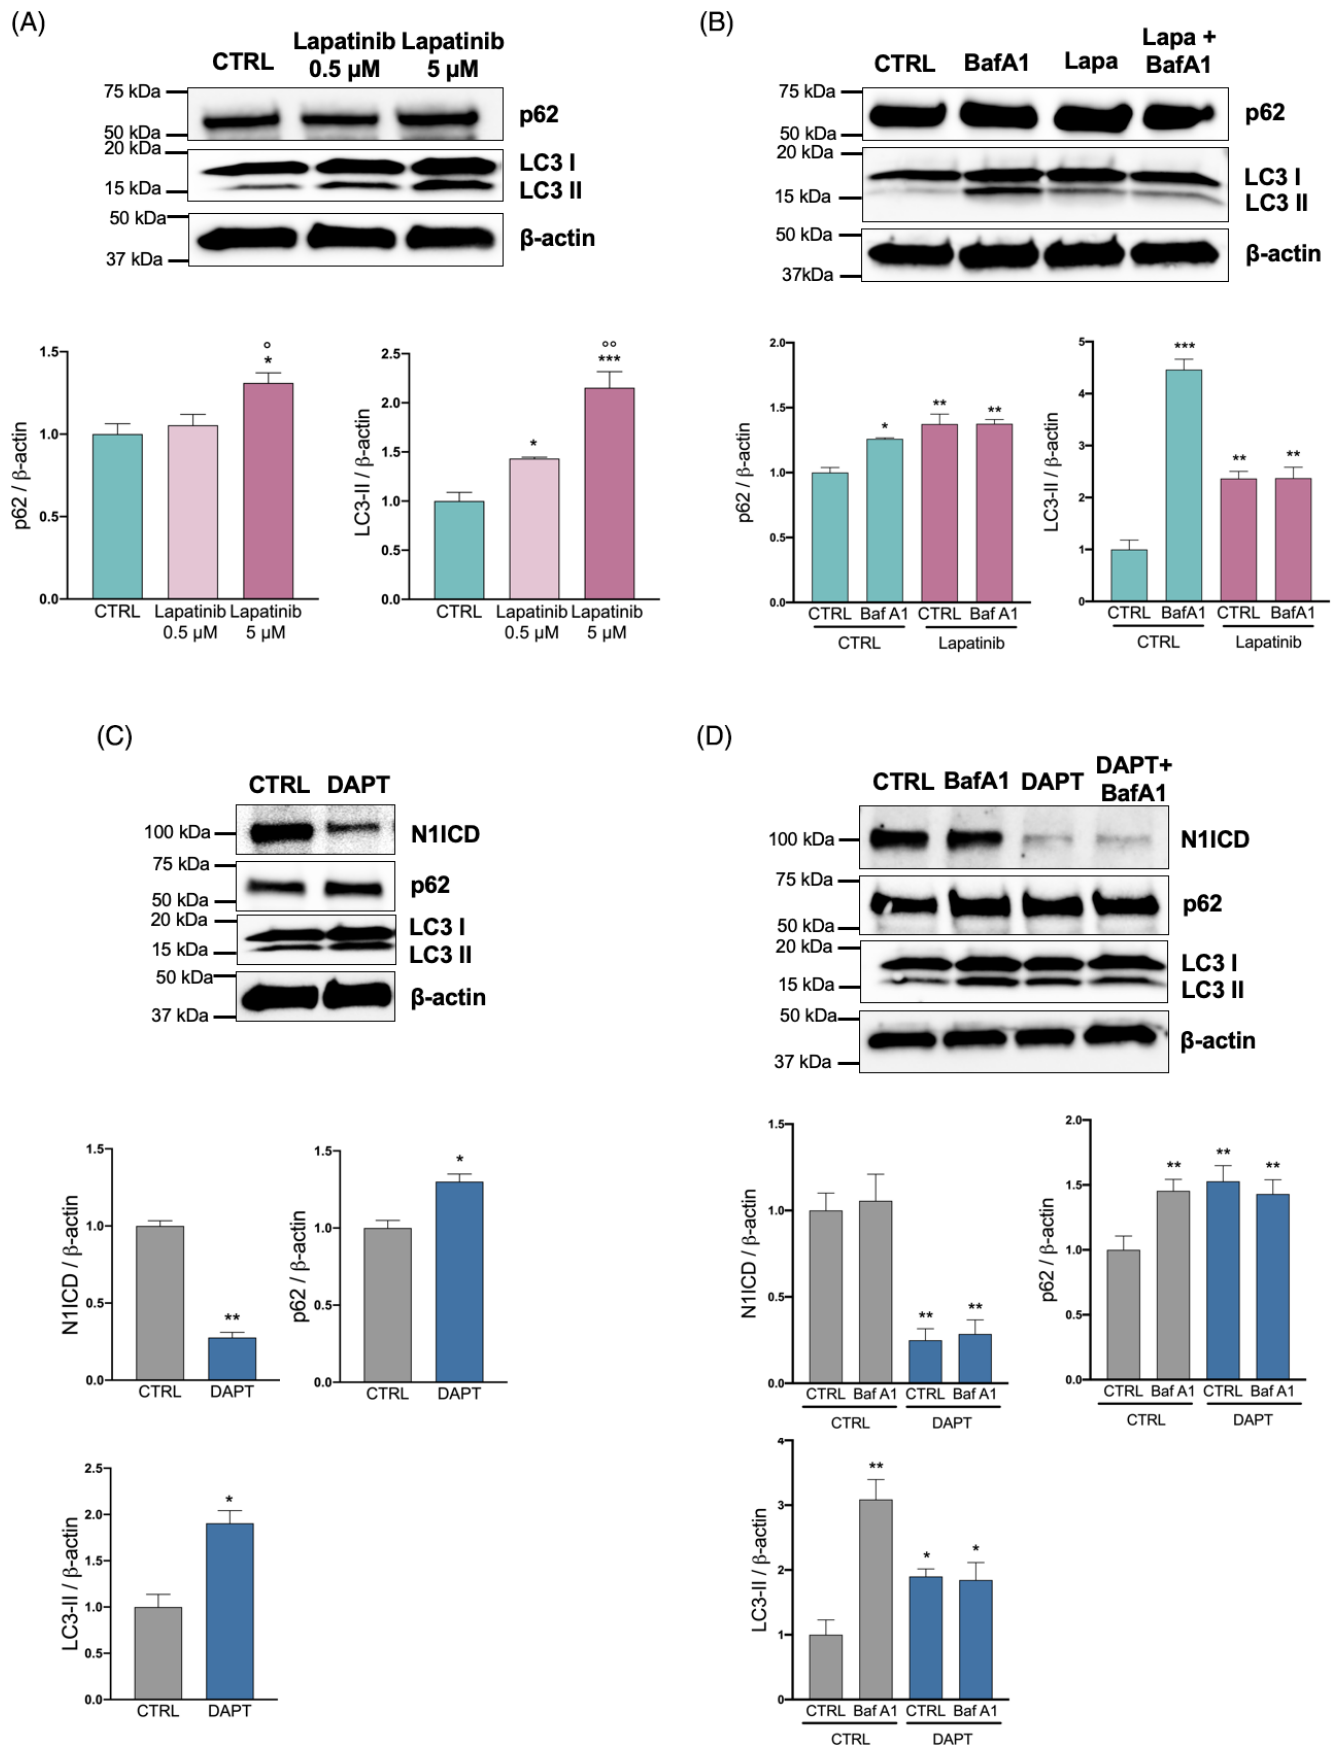 (A)
CTRL
Lapatinib 0.5 µM
Lapatinib 5 µM
75 kDa
50 kDa
p62
20 kDa
15 kDa
LC3 I
LC3 II
50 kDa
37 kDa
β-actin
p62 / β-actin
1.5
1.0
0.5
0.0
°
*
CTRL
Lapatinib 0.5 µM
Lapatinib 5 µM
LC3-II / β-actin
2.5
2.0
1.5
1.0
0.5
0.0
*
°°
***
CTRL
Lapatinib 0.5 µM
Lapatinib 5 µM
(B)
CTRL
BafA1
Lapa
Lapa + BafA1
75 kDa
50 kDa
p62
20 kDa
15 kDa
LC3 I
LC3 II
50 kDa
37kDa
β-actin
p62 / β-actin
2.0
1.5
1.0
0.5
0.0
*
**
**
CTRL Baf A1 CTRL Baf A1
CTRL Lapatinib
LC3-II / β-actin
5
4
3
2
1
0
***
**
**
CTRL BafA1 CTRL BafA1
CTRL Lapatinib
(C)
CTRL DAPT
100 kDa
N1ICD
75 kDa
50 kDa
p62
20 kDa
15 kDa
LC3 I
LC3 II
50 kDa
37 kDa
β-actin
N1ICD / β-actin
1.5
1.0
0.5
0.0
**
CTRL DAPT
p62 / β-actin
1.5
1.0
0.5
0.0
*
CTRL DAPT
LC3-II / β-actin
2.5
2.0
1.5
1.0
0.5
0.0
*
CTRL DAPT
(D)
CTRL
BafA1
DAPT
DAPT+ BafA1
100 kDa
N1ICD
75 kDa
50 kDa
p62
20 kDa
15 kDa
LC3 I
LC3 II
50 kDa
37 kDa
β-actin
N1ICD / β-actin
1.5
1.0
0.5
0.0
**
**
CTRL Baf A1 CTRL Baf A1
CTRL DAPT
p62 / β-actin
2.0
1.5
1.0
0.5
0.0
**
**
**
CTRL Baf A1 CTRL Baf A1
CTRL DAPT
LC3-II / β-actin
4
3
2
1
0
**
*
*
CTRL Baf A1 CTRL Baf A1
CTRL DAPT